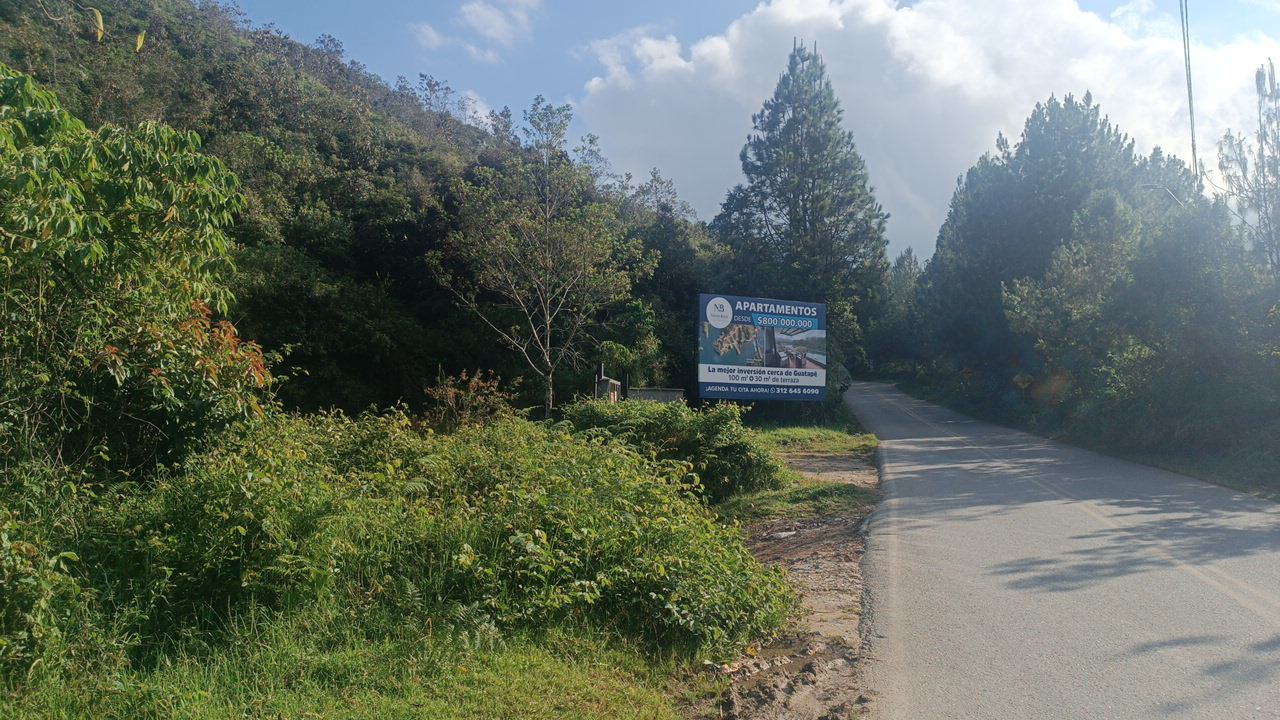 NB
APARTAMENTOS
DESDE $800'000.000
La mejor inversión cerca de Guatapé
100 m² O 30 m² de terraza
¡AGENDA TU CITA AHORA! 312 645 6090